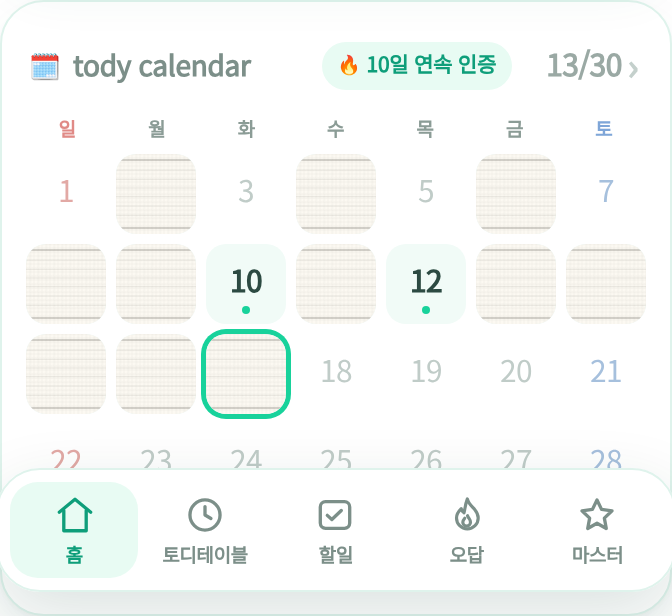 tody calendar
🔥 10일 연속 인증
13/30 ›
일 월 화 수 목 금 토
1 3 5 7
10 12
18 19 20 21
22 23 24 25 26 27 28
홈 토디테이블 할일 오답 마스터